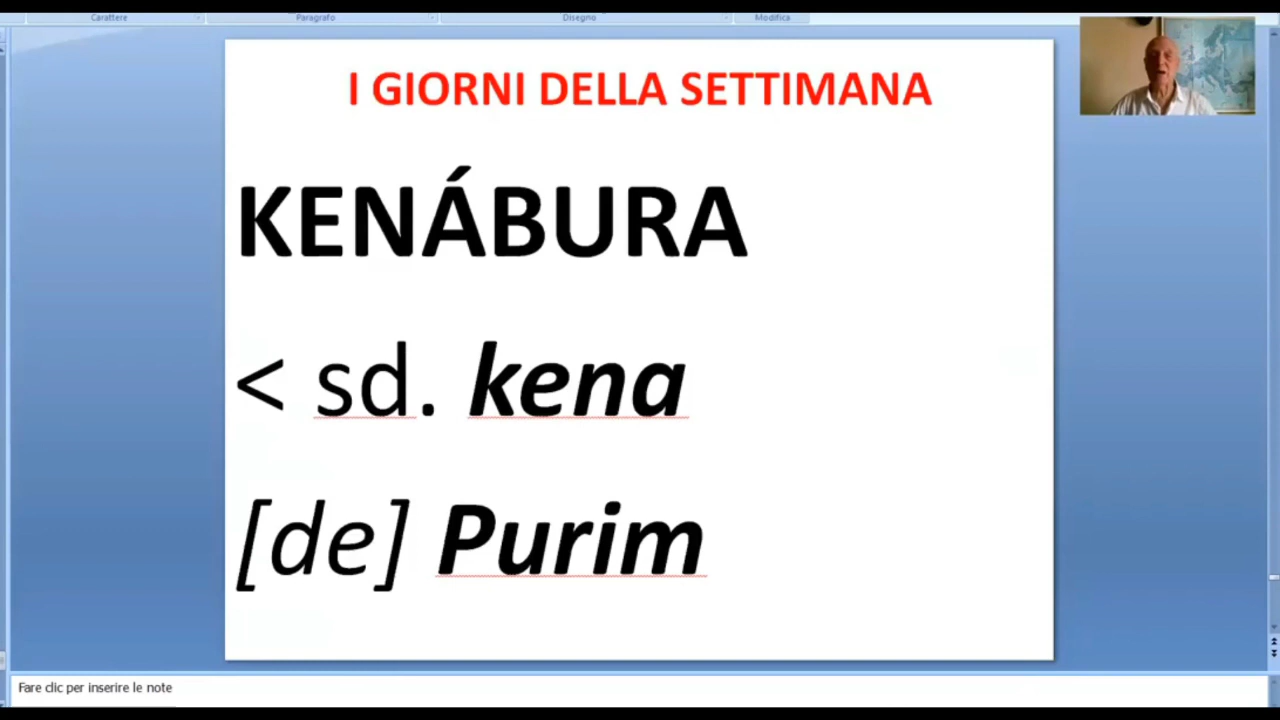 Carattere Paragrafo Disegno Modifica
I GIORNI DELLA SETTIMANA
KENÁBURA
< sd. kena
[de] Purim
Fare clic per inserire le note